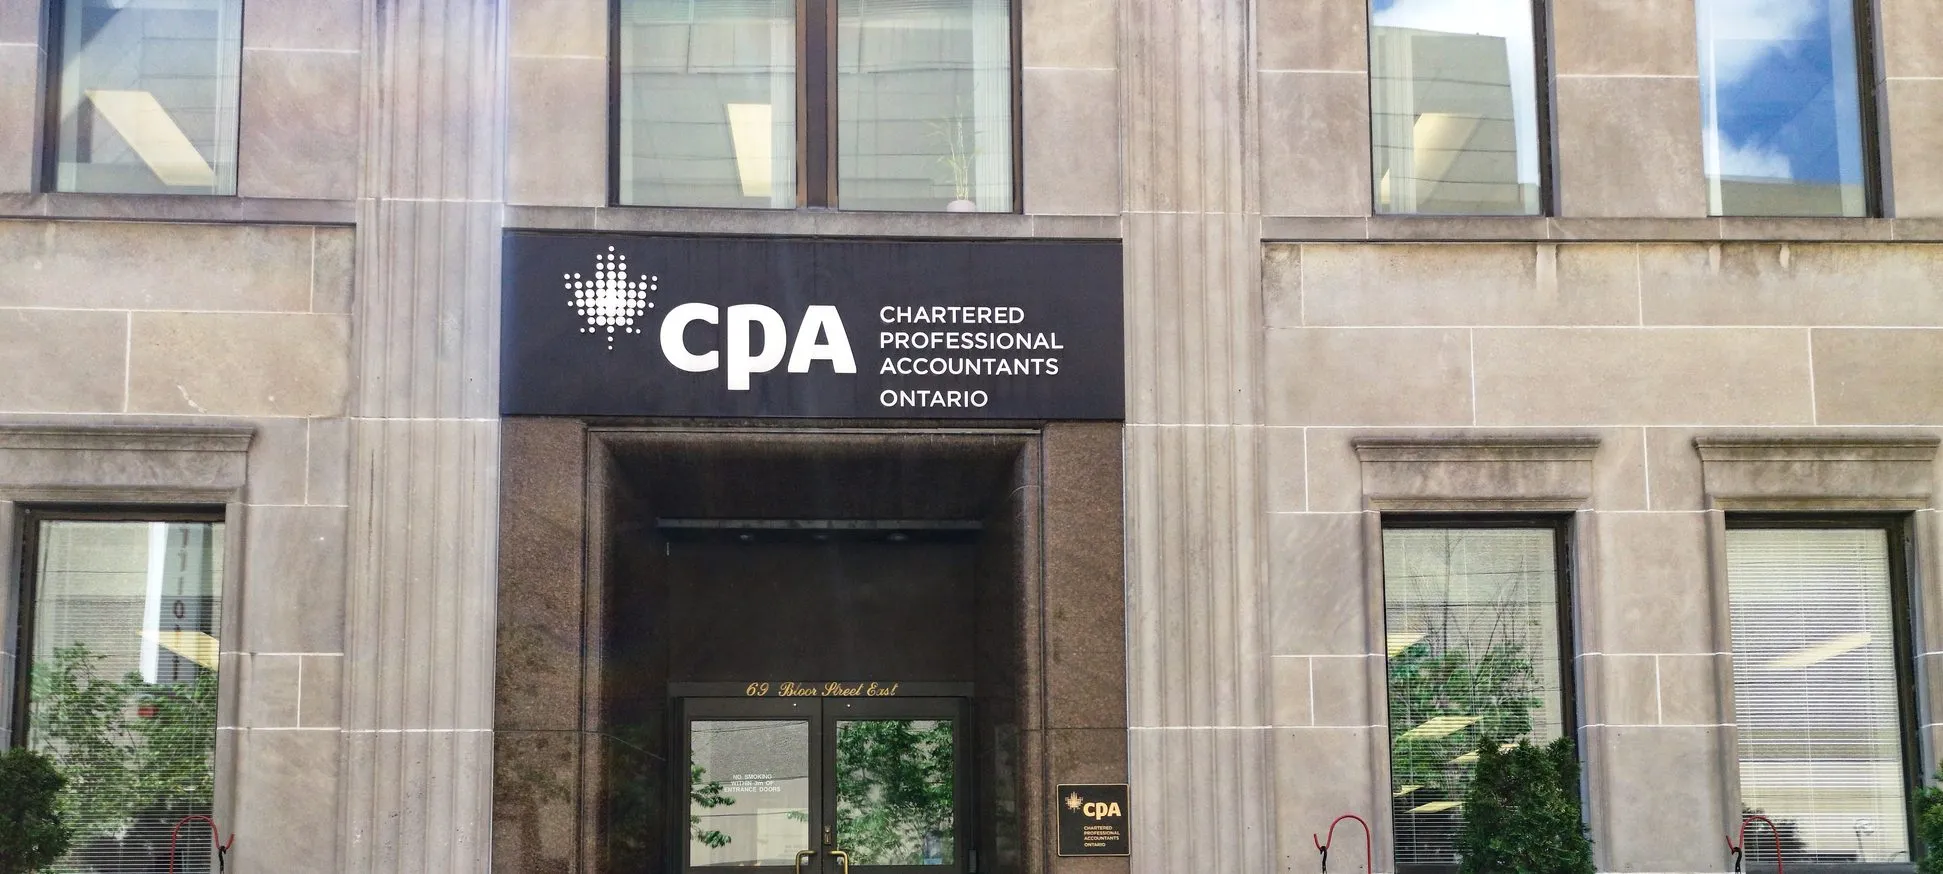 CPA
CHARTERED
PROFESSIONAL
ACCOUNTANTS
ONTARIO
69 Bloor Street East
NO SMOKING
WITHIN 9m OF
ENTRANCE DOORS
CPA
CHARTERED
PROFESSIONAL
ACCOUNTANTS
ONTARIO